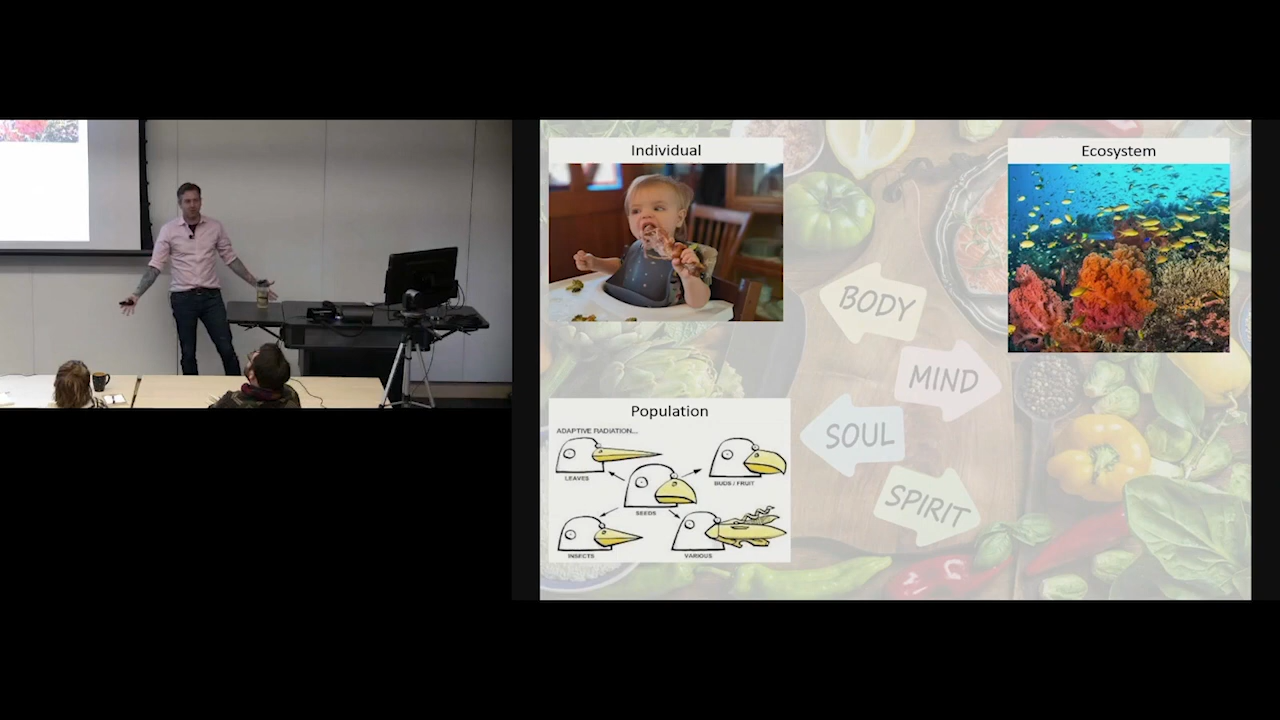 Individual
Ecosystem
BODY
MIND
SOUL
SPIRIT
Population
ADAPTIVE RADIATION...
LEAVES
BUDS / FRUIT
SEEDS
INSECTS
VARIOUS